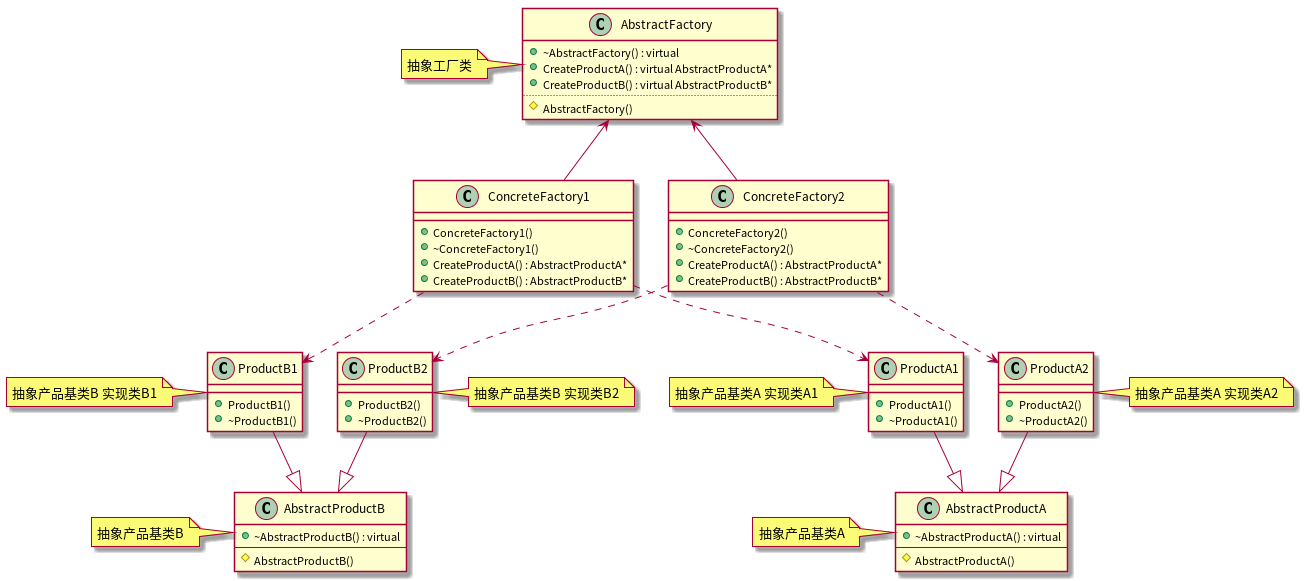 C AbstractFactory
~AbstractFactory() : virtual
CreateProductA() : virtual AbstractProductA*
CreateProductB() : virtual AbstractProductB*
AbstractFactory()
抽象工厂类
C ConcreteFactory1
ConcreteFactory1()
~ConcreteFactory1()
CreateProductA() : AbstractProductA*
CreateProductB() : AbstractProductB*
C ConcreteFactory2
ConcreteFactory2()
~ConcreteFactory2()
CreateProductA() : AbstractProductA*
CreateProductB() : AbstractProductB*
抽象产品基类B 实现类B1
C ProductB1
ProductB1()
~ProductB1()
C ProductB2
ProductB2()
~ProductB2()
抽象产品基类B 实现类B2
抽象产品基类A 实现类A1
C ProductA1
ProductA1()
~ProductA1()
C ProductA2
ProductA2()
~ProductA2()
抽象产品基类A 实现类A2
抽象产品基类B
C AbstractProductB
~AbstractProductB() : virtual
AbstractProductB()
抽象产品基类A
C AbstractProductA
~AbstractProductA() : virtual
AbstractProductA()